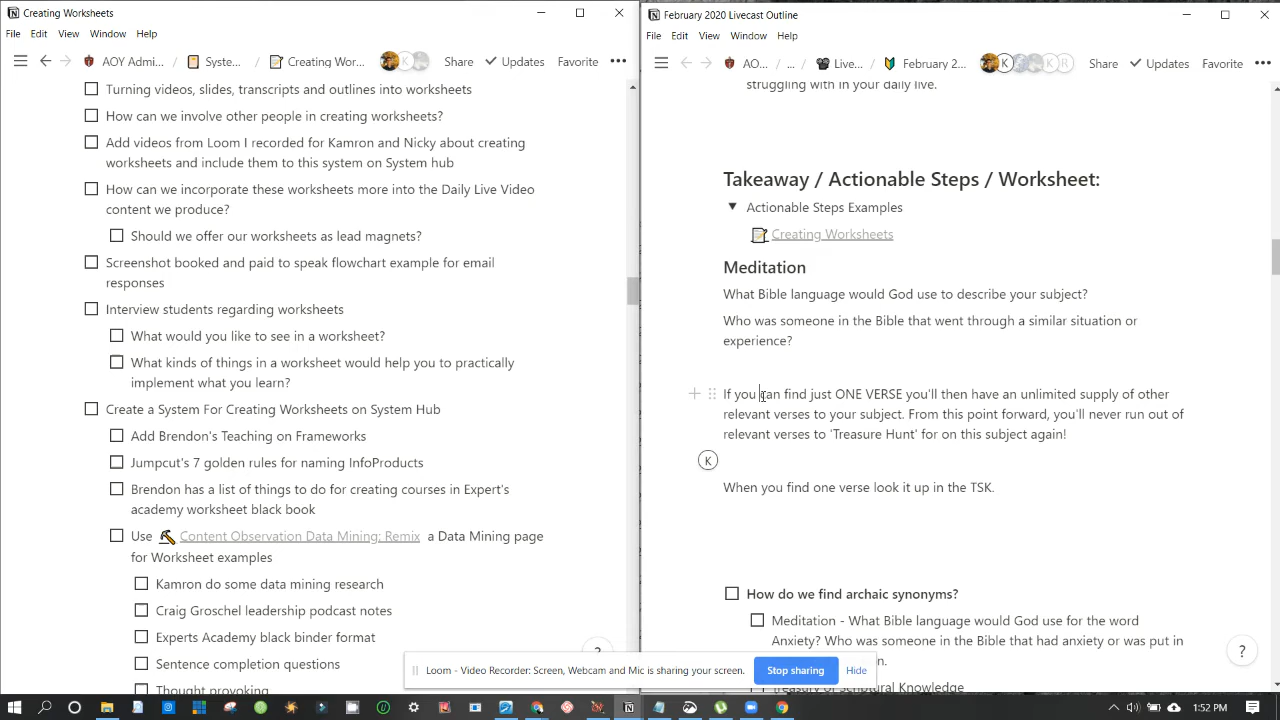 Creating Worksheets
File Edit View Window Help
AOY Admi... / Syste... / Creating Wor... K Share Updates Favorite •••
Turning videos, slides, transcripts and outlines into worksheets
How can we involve other people in creating worksheets?
Add videos from Loom I recorded for Kamron and Nicky about creating
worksheets and include them to this system on System hub
How can we incorporate these worksheets more into the Daily Live Video
content we produce?
Should we offer our worksheets as lead magnets?
Screenshot booked and paid to speak flowchart example for email
responses
Interview students regarding worksheets
What would you like to see in a worksheet?
What kinds of things in a worksheet would help you to practically
implement what you learn?
Create a System For Creating Worksheets on System Hub
Add Brendon's Teaching on Frameworks
Jumpcut's 7 golden rules for naming InfoProducts
Brendon has a list of things to do for creating courses in Expert's
academy worksheet black book
Use Content Observation Data Mining: Remix a Data Mining page
for Worksheet examples
Kamron do some data mining research
Craig Groschel leadership podcast notes
Experts Academy black binder format
Sentence completion questions
Thought provoking
February 2020 Livecast Outline
File Edit View Window Help
AO... / ... / Live... / February 2... K K R Share Updates Favorite •••
struggling with in your daily live.
Takeaway / Actionable Steps / Worksheet:
Actionable Steps Examples
Creating Worksheets
Meditation
What Bible language would God use to describe your subject?
Who was someone in the Bible that went through a similar situation or
experience?
If you can find just ONE VERSE you'll then have an unlimited supply of other
relevant verses to your subject. From this point forward, you'll never run out of
relevant verses to 'Treasure Hunt' for on this subject again!
K
When you find one verse look it up in the TSK.
How do we find archaic synonyms?
Meditation - What Bible language would God use for the word
Anxiety? Who was someone in the Bible that had anxiety or was put in
Treasury of Scriptural Knowledge
?
Loom - Video Recorder: Screen, Webcam and Mic is sharing your screen. Stop sharing Hide
1:52 PM